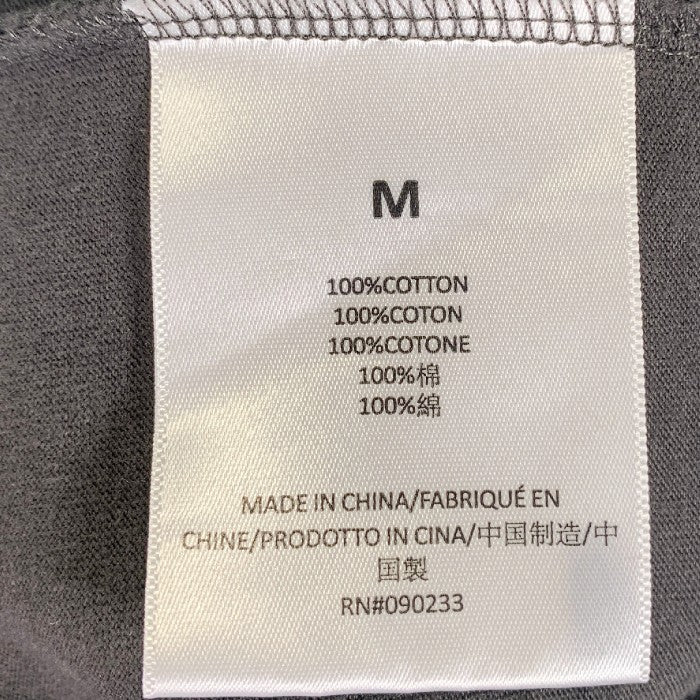 M
100%COTTON
100%COTON
100%COTONE
100%棉
100%綿
MADE IN CHINA/FABRIQUÉ EN
CHINE/PRODOTTO IN CINA/中国制造/中
国製
RN#090233